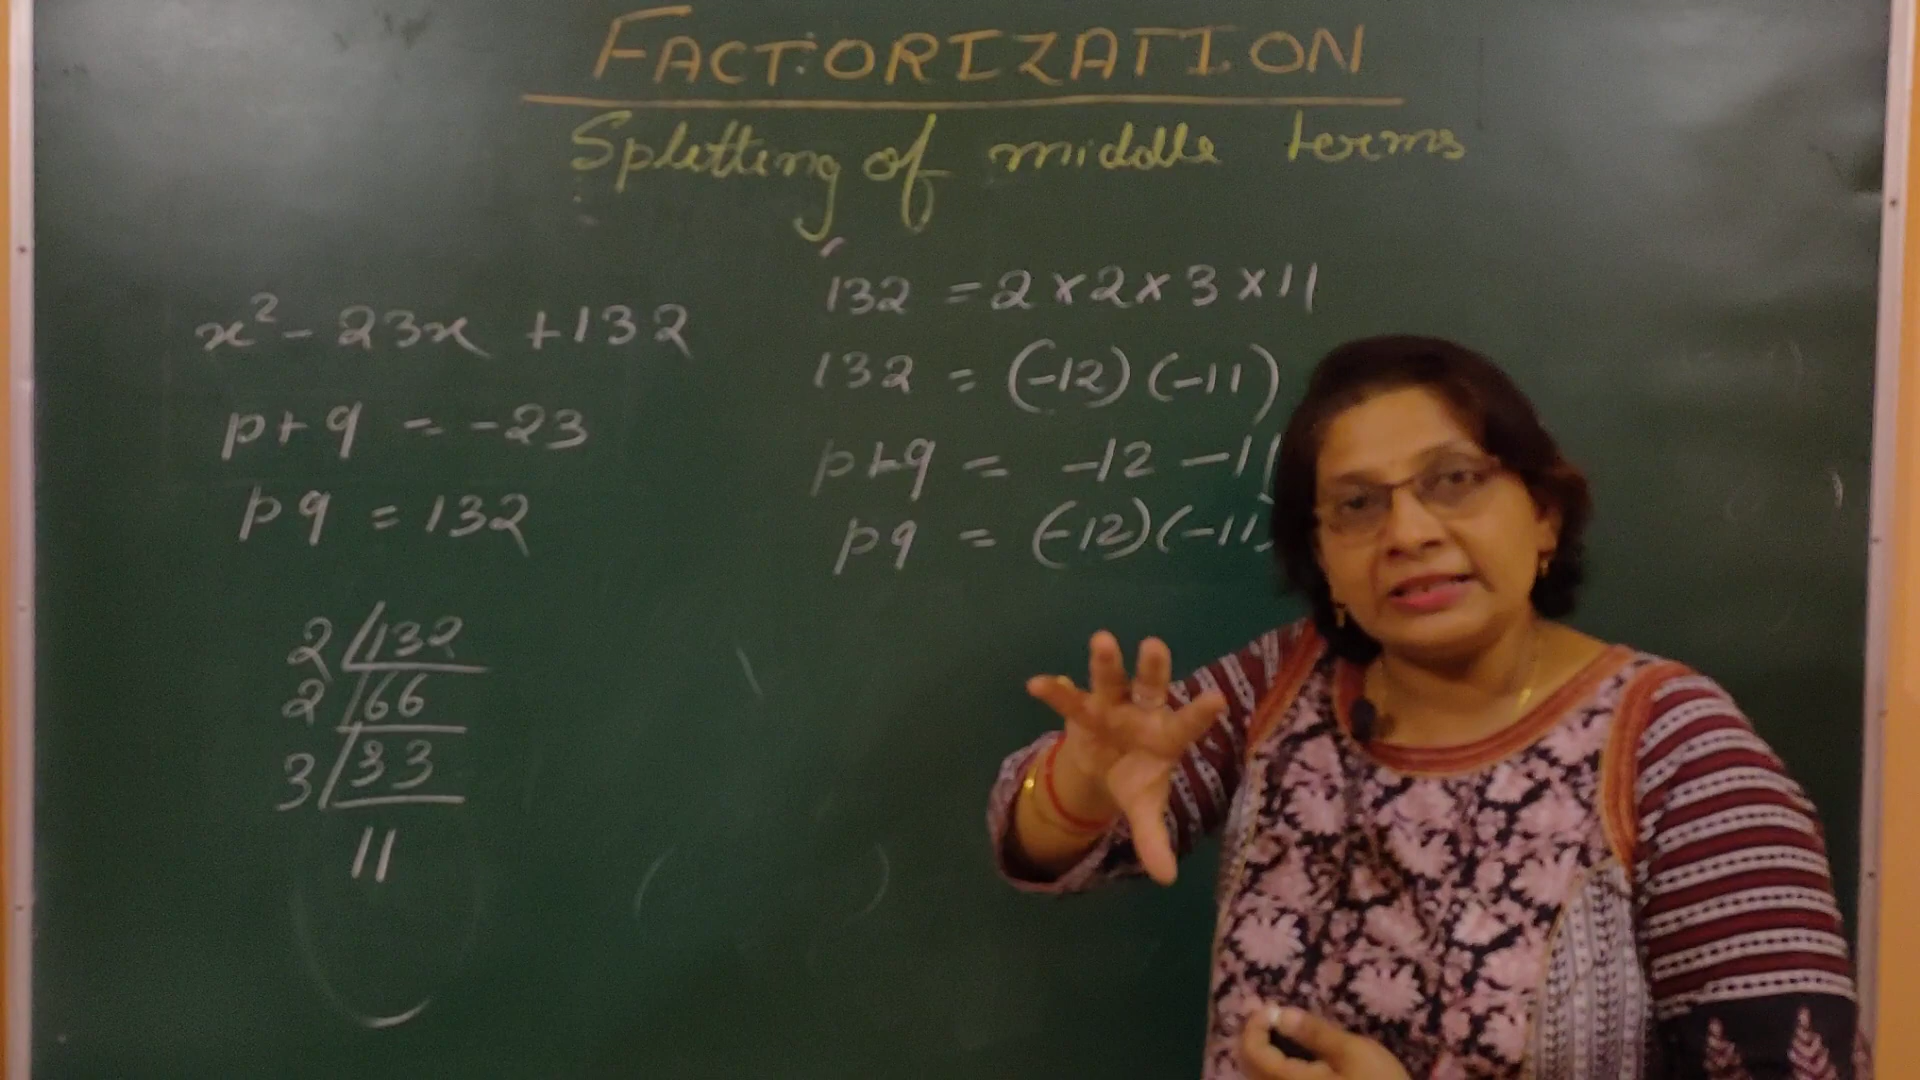 FACTORIZATION
Splitting of middle terms
x² - 23x + 132
p + q = -23
pq = 132
2 132
2 66
3 33
11
132 = 2 × 2 × 3 × 11
132 = (-12) (-11)
p + q = -12 - 11
pq = (-12) (-11)